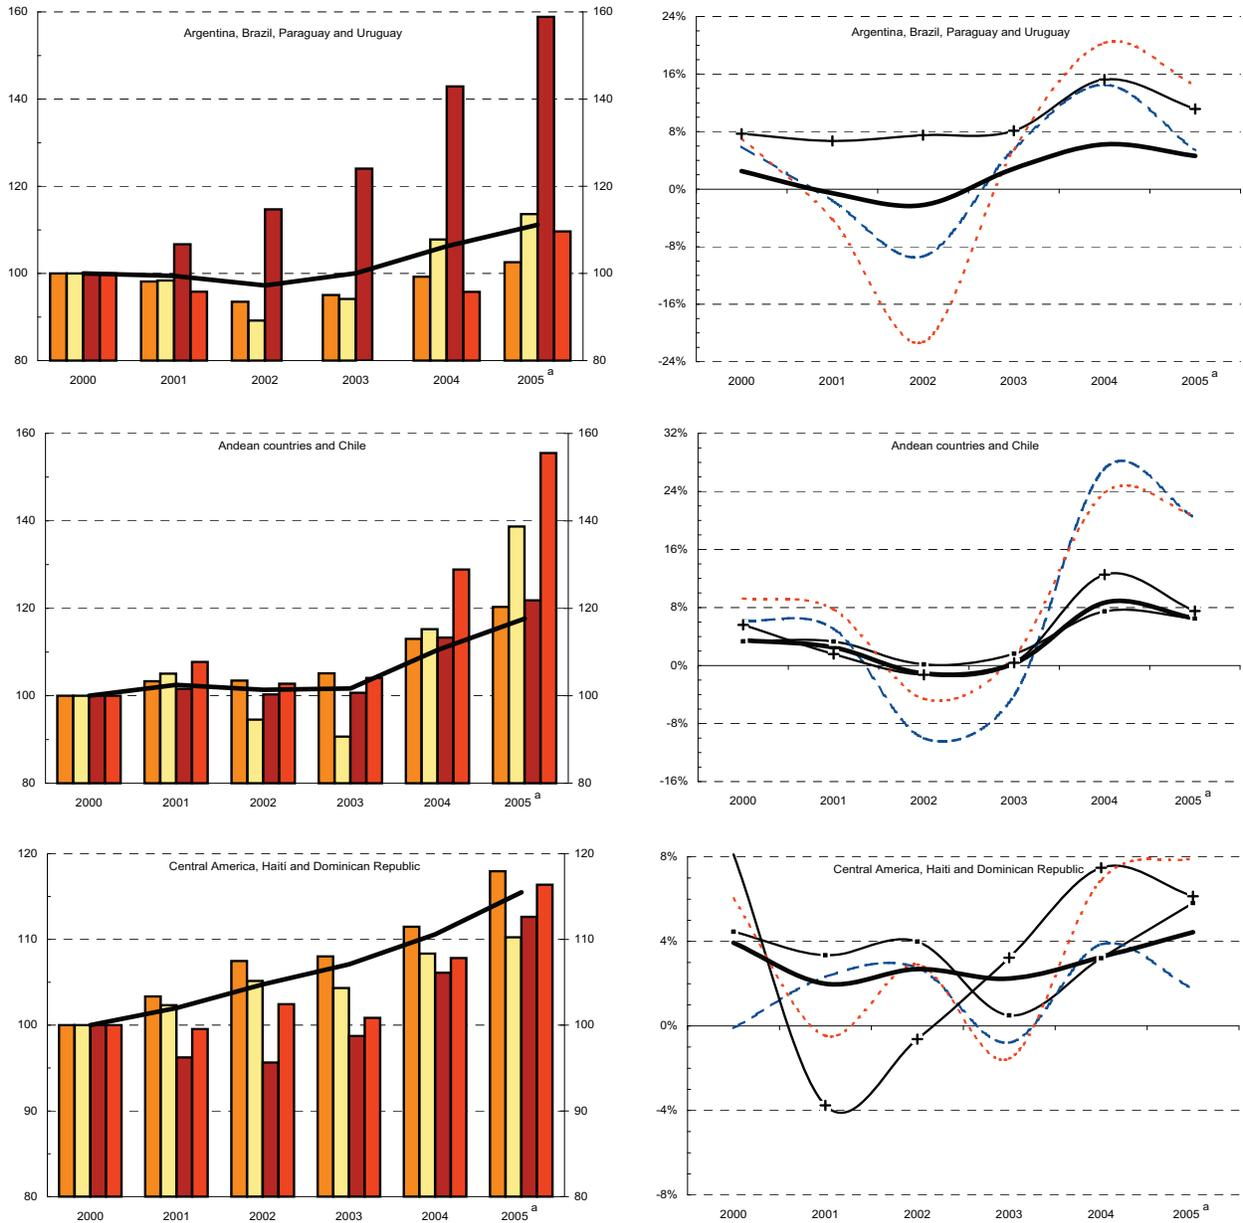 160 160
Argentina, Brazil, Paraguay and Uruguay
140 140
120 120
100 100
80 80
2000 2001 2002 2003 2004 2005 a
24%
Argentina, Brazil, Paraguay and Uruguay
16%
8%
0%
-8%
-16%
-24%
2000 2001 2002 2003 2004 2005 a
160 160
Andean countries and Chile
140 140
120 120
100 100
80 80
2000 2001 2002 2003 2004 2005 a
32%
Andean countries and Chile
24%
16%
8%
0%
-8%
-16%
2000 2001 2002 2003 2004 2005 a
120 120
Central America, Haití and Dominican Republic
110 110
100 100
90 90
80 80
2000 2001 2002 2003 2004 2005 a
8%
Central America, Haiti and Dominican Republic
4%
0%
-4%
-8%
2000 2001 2002 2003 2004 2005 a